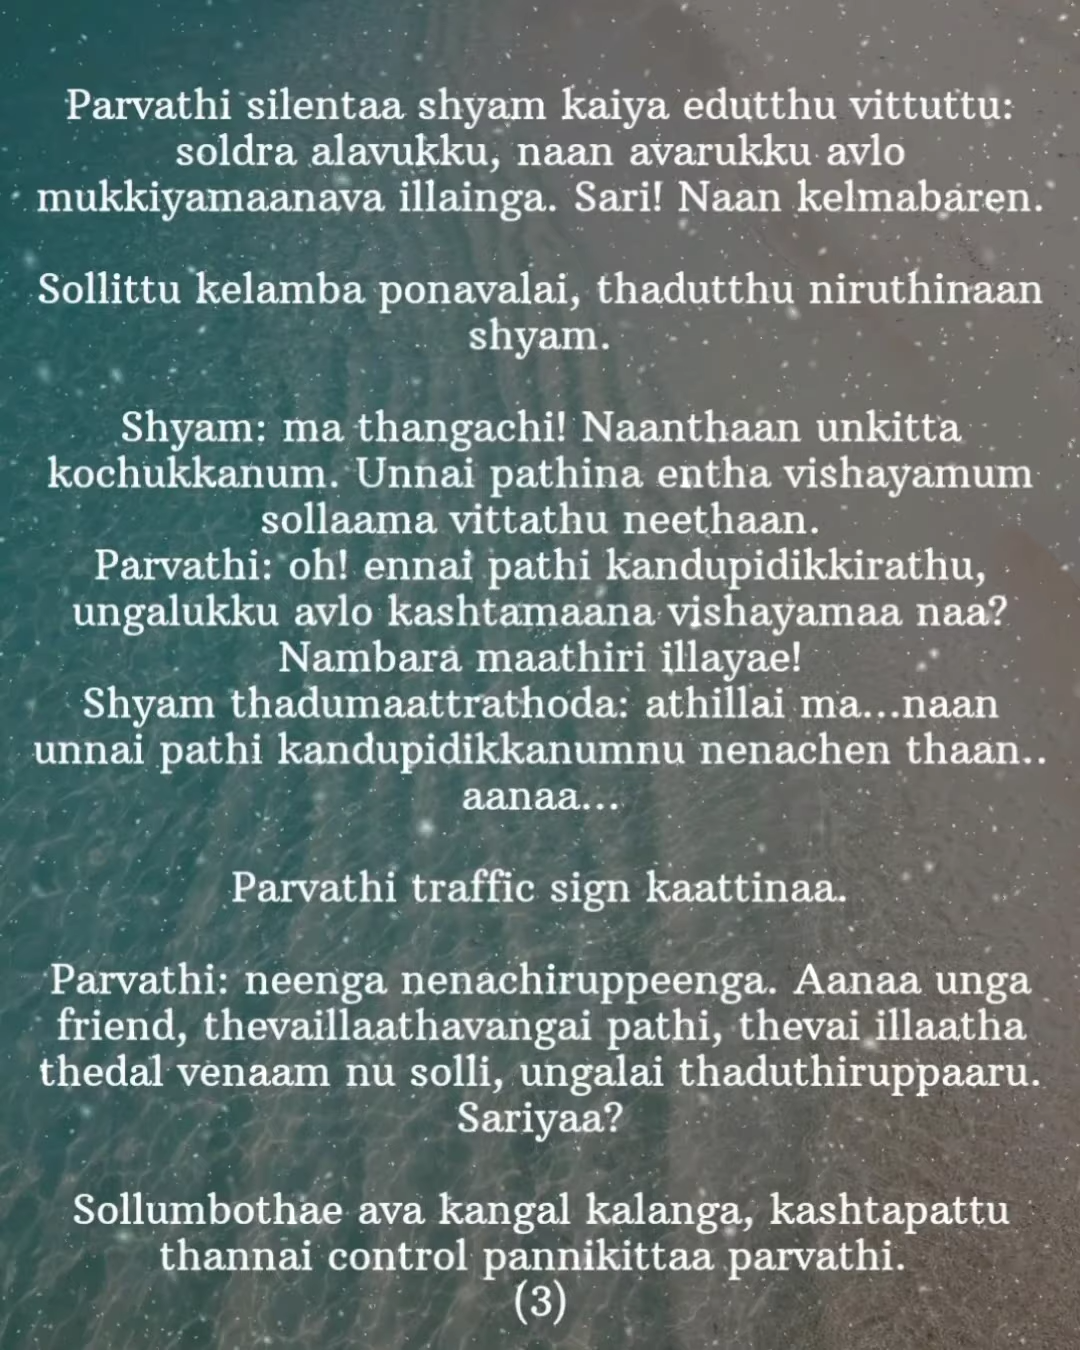 Parvathi silentaa shyam kaiya edutthu vittuttu:
soldra alavukku, naan avarukku avlo
mukkiyamaanava illainga. Sari! Naan kelmabaren.
Sollittu kelamba ponavalai, thadutthu niruthinaan
shyam.
Shyam: ma thangachi! Naanthaan unkitta
kochukkanum. Unnai pathina entha vishayamum
sollaama vittathu neethaan.
Parvathi: oh! ennai pathi kandupidikkirathu,
ungalukku avlo kashtamaana vishayamaa naa?
Nambara maathiri illayae!
Shyam thadumaattrathoda: athillai ma...naan
unnai pathi kandupidikkanumnu nenachen thaan..
aanaa...
Parvathi traffic sign kaattinaa.
Parvathi: neenga nenachiruppeenga. Aanaa unga
friend, thevaillaathavangai pathi, thevai illaatha
thedal venaam nu solli, ungalai thaduthiruppaaru.
Sariyaa?
Sollumbothae ava kangal kalanga, kashtapattu
thannai control pannikittaa parvathi.
(3)